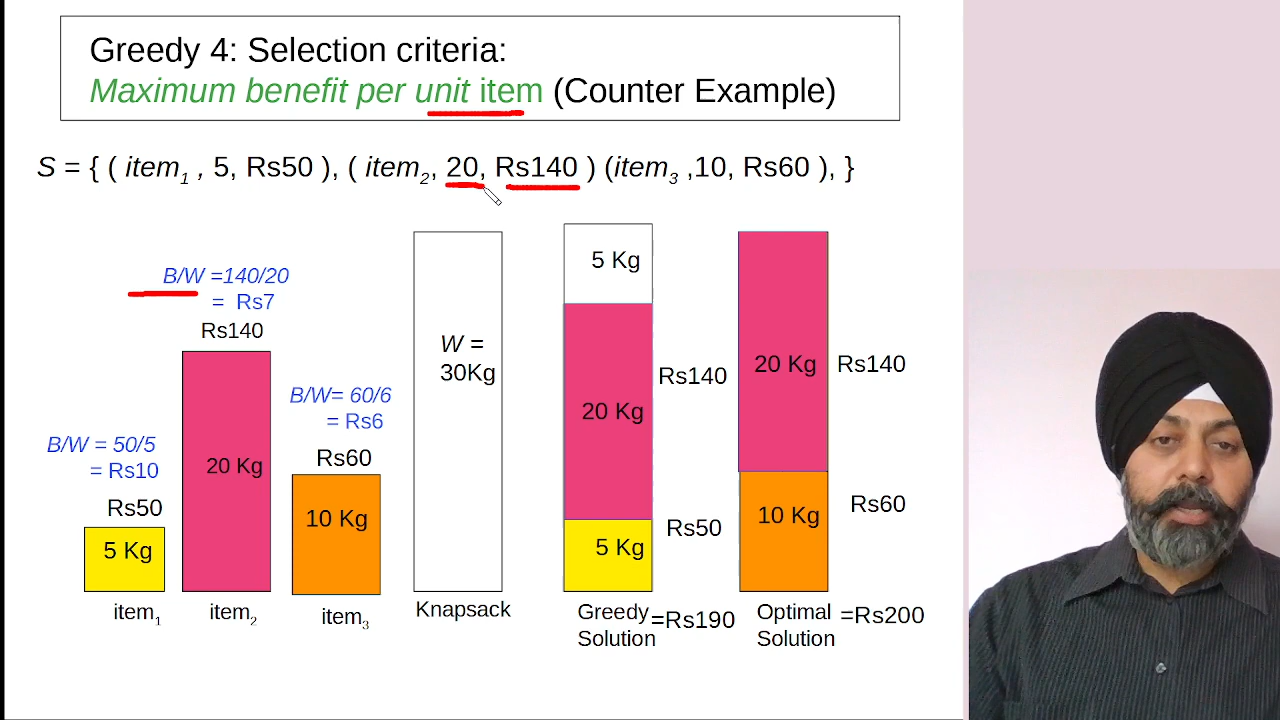 Greedy 4: Selection criteria:
Maximum benefit per unit item (Counter Example)
S = { ( item1 , 5, Rs50 ), ( item2, 20, Rs140 ) (item3 ,10, Rs60 ), }
B/W =140/20
= Rs7
Rs140
20 Kg
item2
B/W = 50/5
= Rs10
Rs50
5 Kg
item1
B/W= 60/6
= Rs6
Rs60
10 Kg
item3
W =
30Kg
Knapsack
5 Kg
20 Kg
Rs140
5 Kg
Rs50
Greedy
Solution
=Rs190
20 Kg
Rs140
10 Kg
Rs60
Optimal
Solution
=Rs200